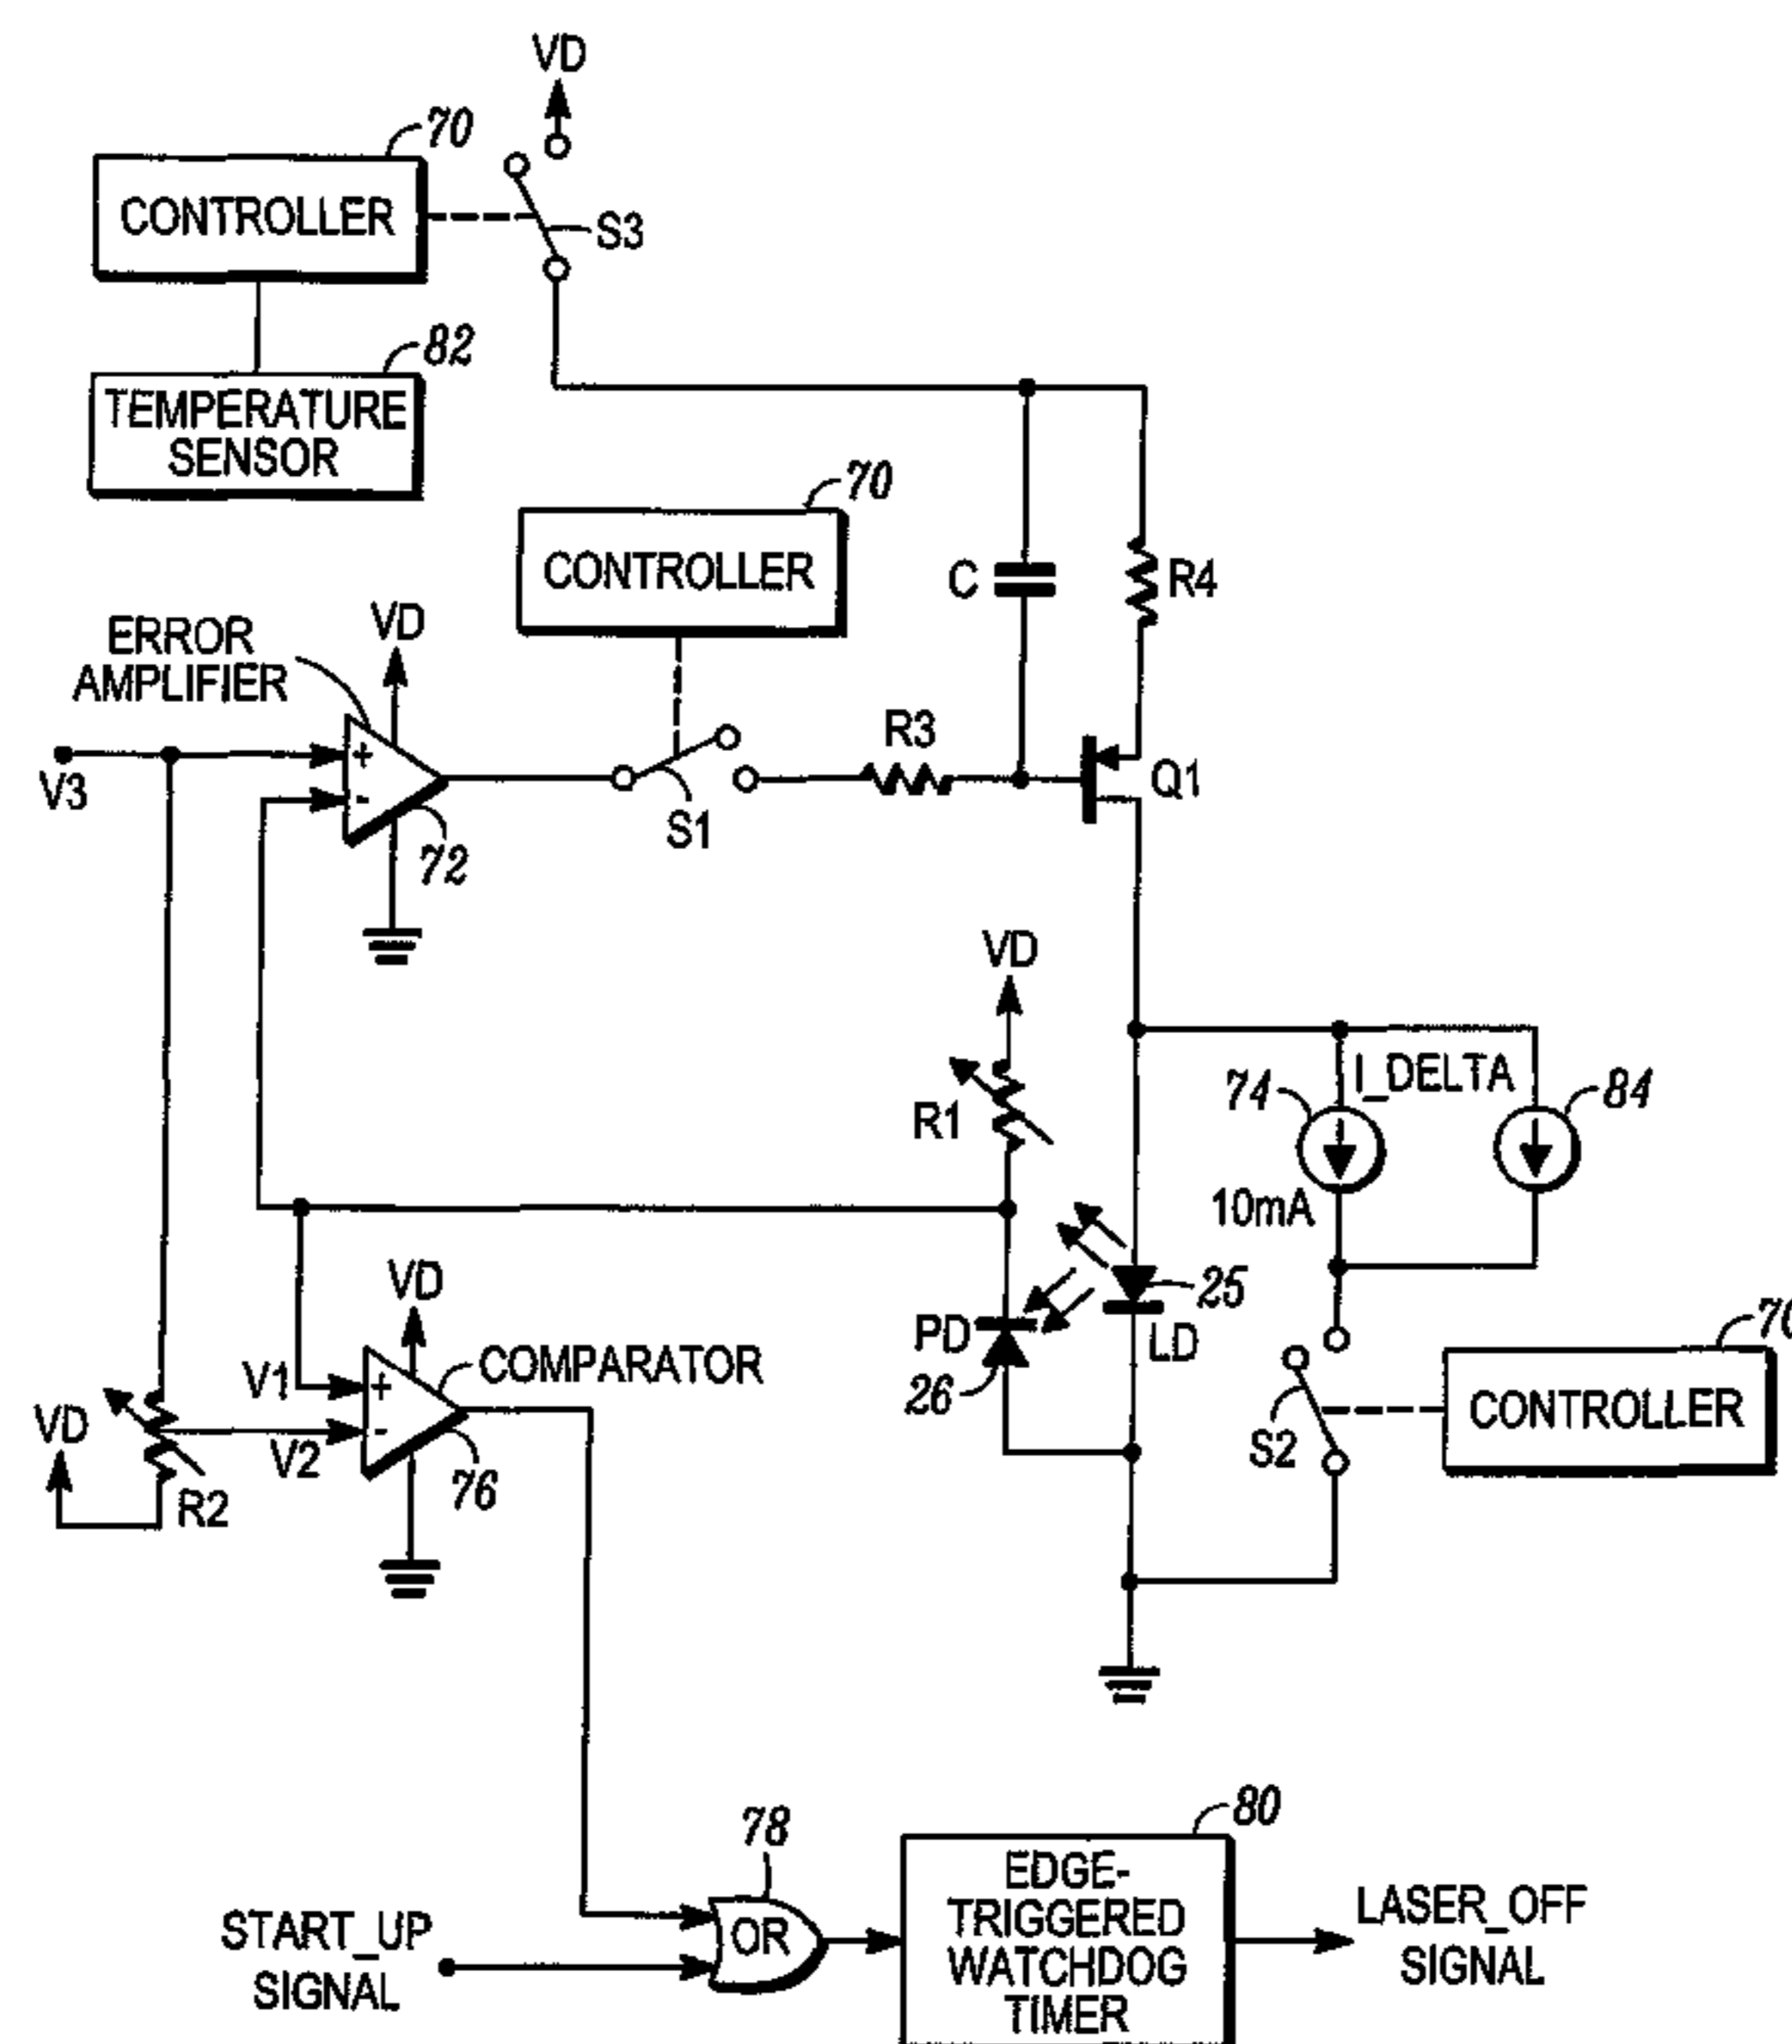 VD
70
CONTROLLER
S3
82
TEMPERATURE
SENSOR
70
CONTROLLER
C
R4
ERROR
AMPLIFIER
VD
R3
V3
+
-
S1
Q1
72
VD
I_DELTA
74
84
R1
10mA
VD
25
PD
LD
70
V1
+
COMPARATOR
26
VD
-
V2
S2
CONTROLLER
76
R2
78
80
EDGE-
TRIGGERED
WATCHDOG
TIMER
OR
START_UP
SIGNAL
LASER_OFF
SIGNAL